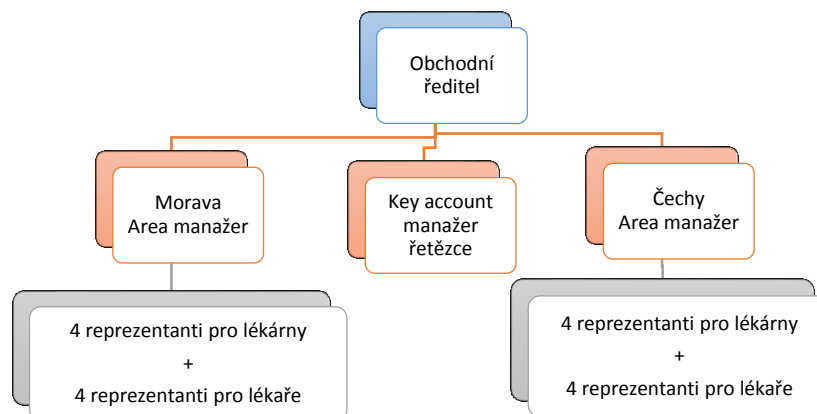 Obchodní
ředitel
Morava
Area manažer
Key account
manažer
řetězce
Čechy
Area manažer
4 reprezentanti pro lékárny
+
4 reprezentanti pro lékaře
4 reprezentanti pro lékárny
+
4 reprezentanti pro lékaře